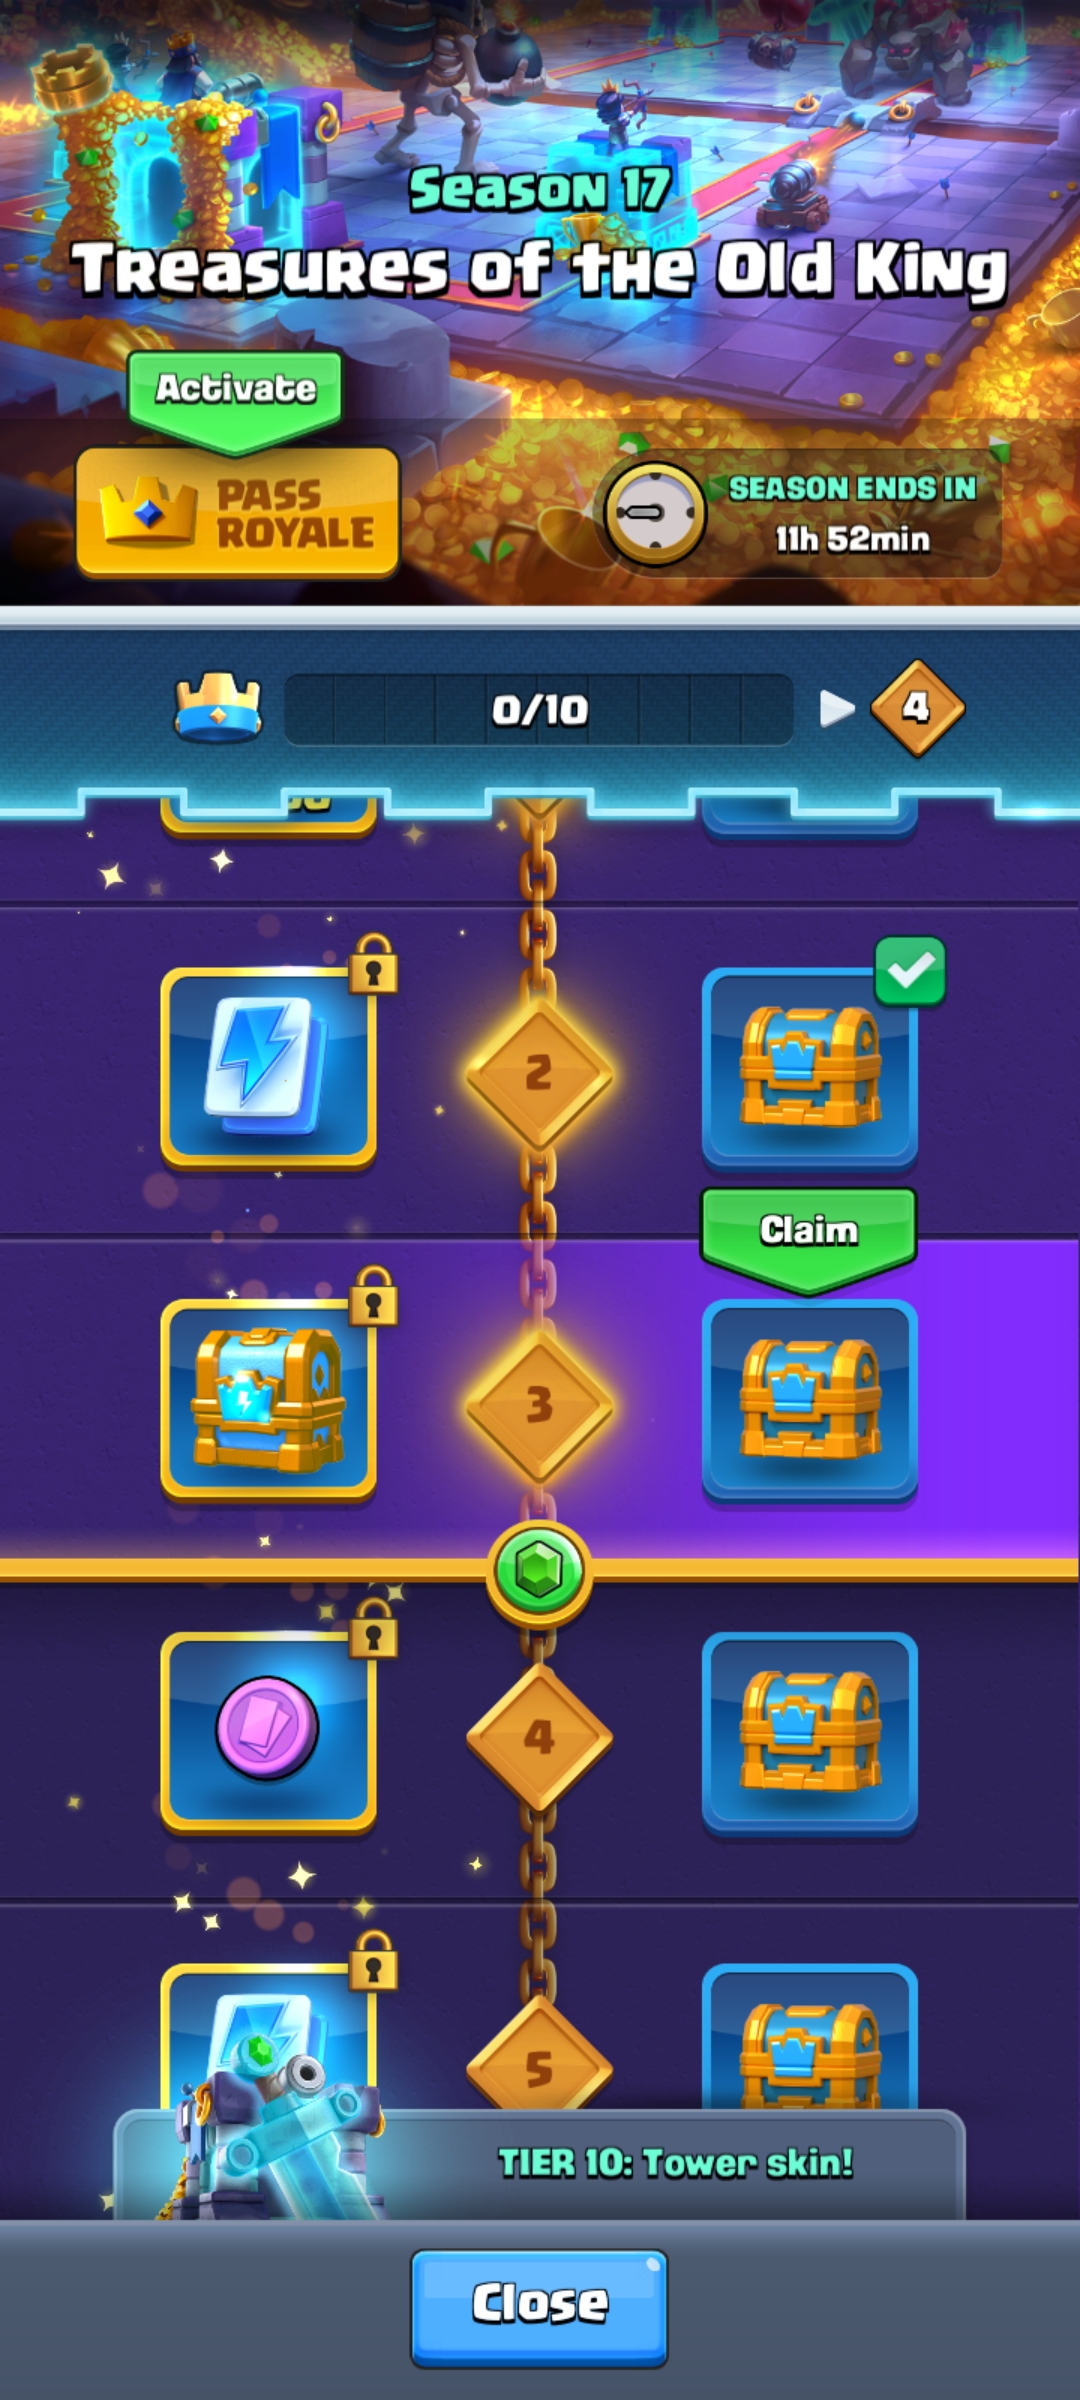 Season 17
Treasures of the Old King
Activate
PASS
ROYALE
SEASON ENDS IN
11h 52min
0/10
4
2
Claim
3
4
5
TIER 10: Tower skin!
Close